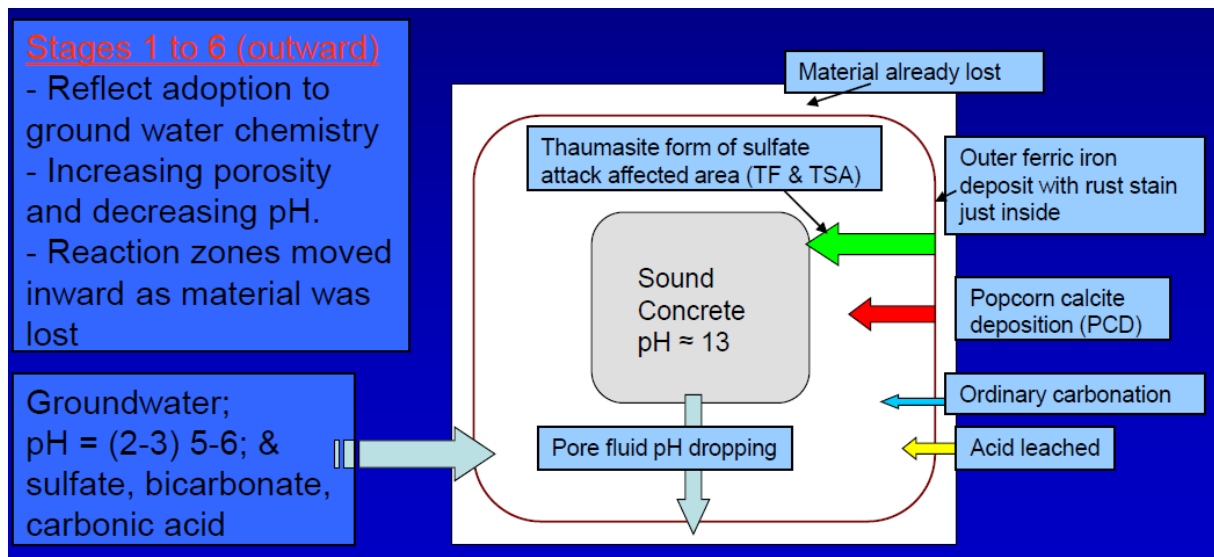 Stages 1 to 6 (outward)
- Reflect adoption to
ground water chemistry
- Increasing porosity
and decreasing pH.
- Reaction zones moved
inward as material was
lost
Groundwater;
pH = (2-3) 5-6; &
sulfate, bicarbonate,
carbonic acid
Material already lost
Thaumasite form of sulfate
attack affected area (TF & TSA)
Outer ferric iron
deposit with rust stain
just inside
Sound
Concrete
pH ≈ 13
Popcorn calcite
deposition (PCD)
Ordinary carbonation
Pore fluid pH dropping
Acid leached